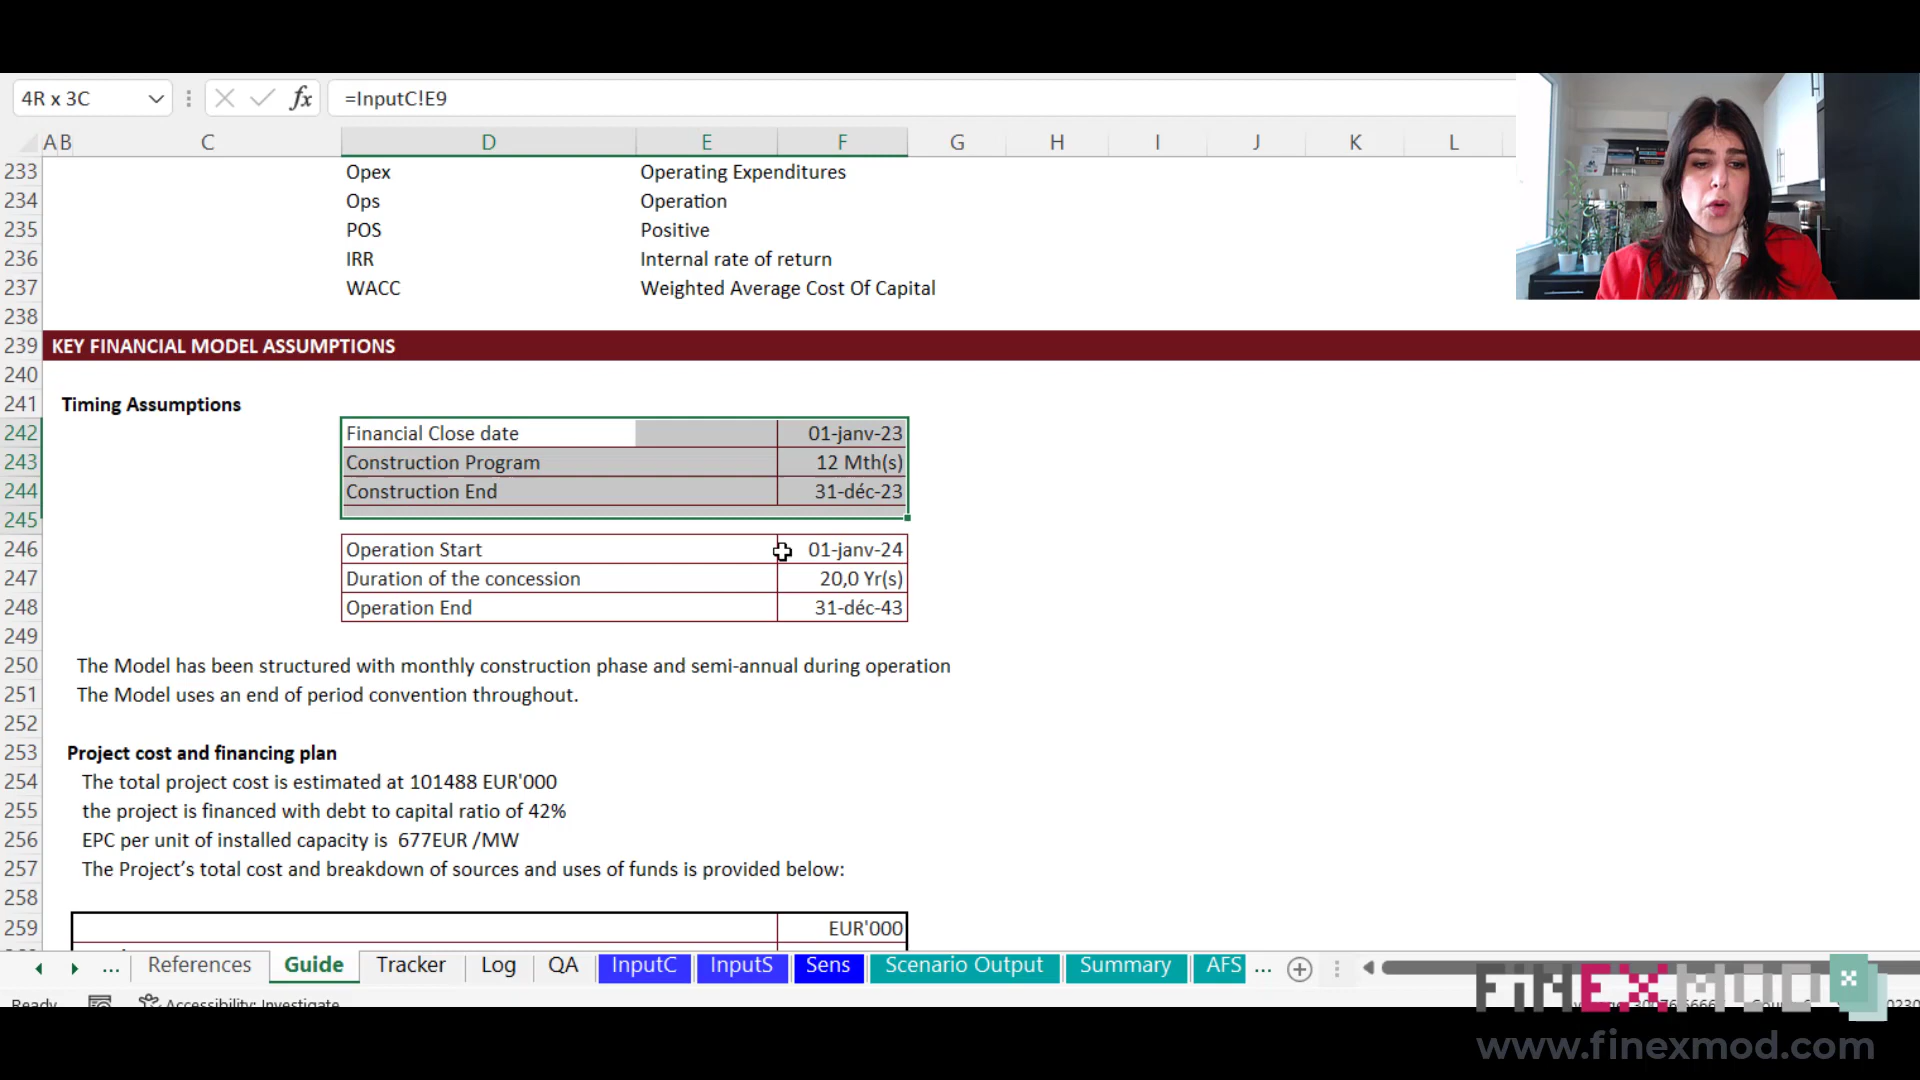 4R x 3C
fx
=InputC!E9
A B C D E F G H I J K L
233 Opex Operating Expenditures
234 Ops Operation
235 POS Positive
236 IRR Internal rate of return
237 WACC Weighted Average Cost Of Capital
238
239 KEY FINANCIAL MODEL ASSUMPTIONS
240
241 Timing Assumptions
242 Financial Close date 01-janv-23
243 Construction Program 12 Mth(s)
244 Construction End 31-déc-23
245
246 Operation Start 01-janv-24
247 Duration of the concession 20,0 Yr(s)
248 Operation End 31-déc-43
249
250 The Model has been structured with monthly construction phase and semi-annual during operation
251 The Model uses an end of period convention throughout.
252
253 Project cost and financing plan
254 The total project cost is estimated at 101488 EUR'000
255 the project is financed with debt to capital ratio of 42%
256 EPC per unit of installed capacity is 677EUR /MW
257 The Project’s total cost and breakdown of sources and uses of funds is provided below:
258
259 EUR'000
... References Guide Tracker Log QA InputC InputS Sens Scenario Output Summary AFS ...
Ready Accessibility: Investigate
FINEXMOD
www.finexmod.com